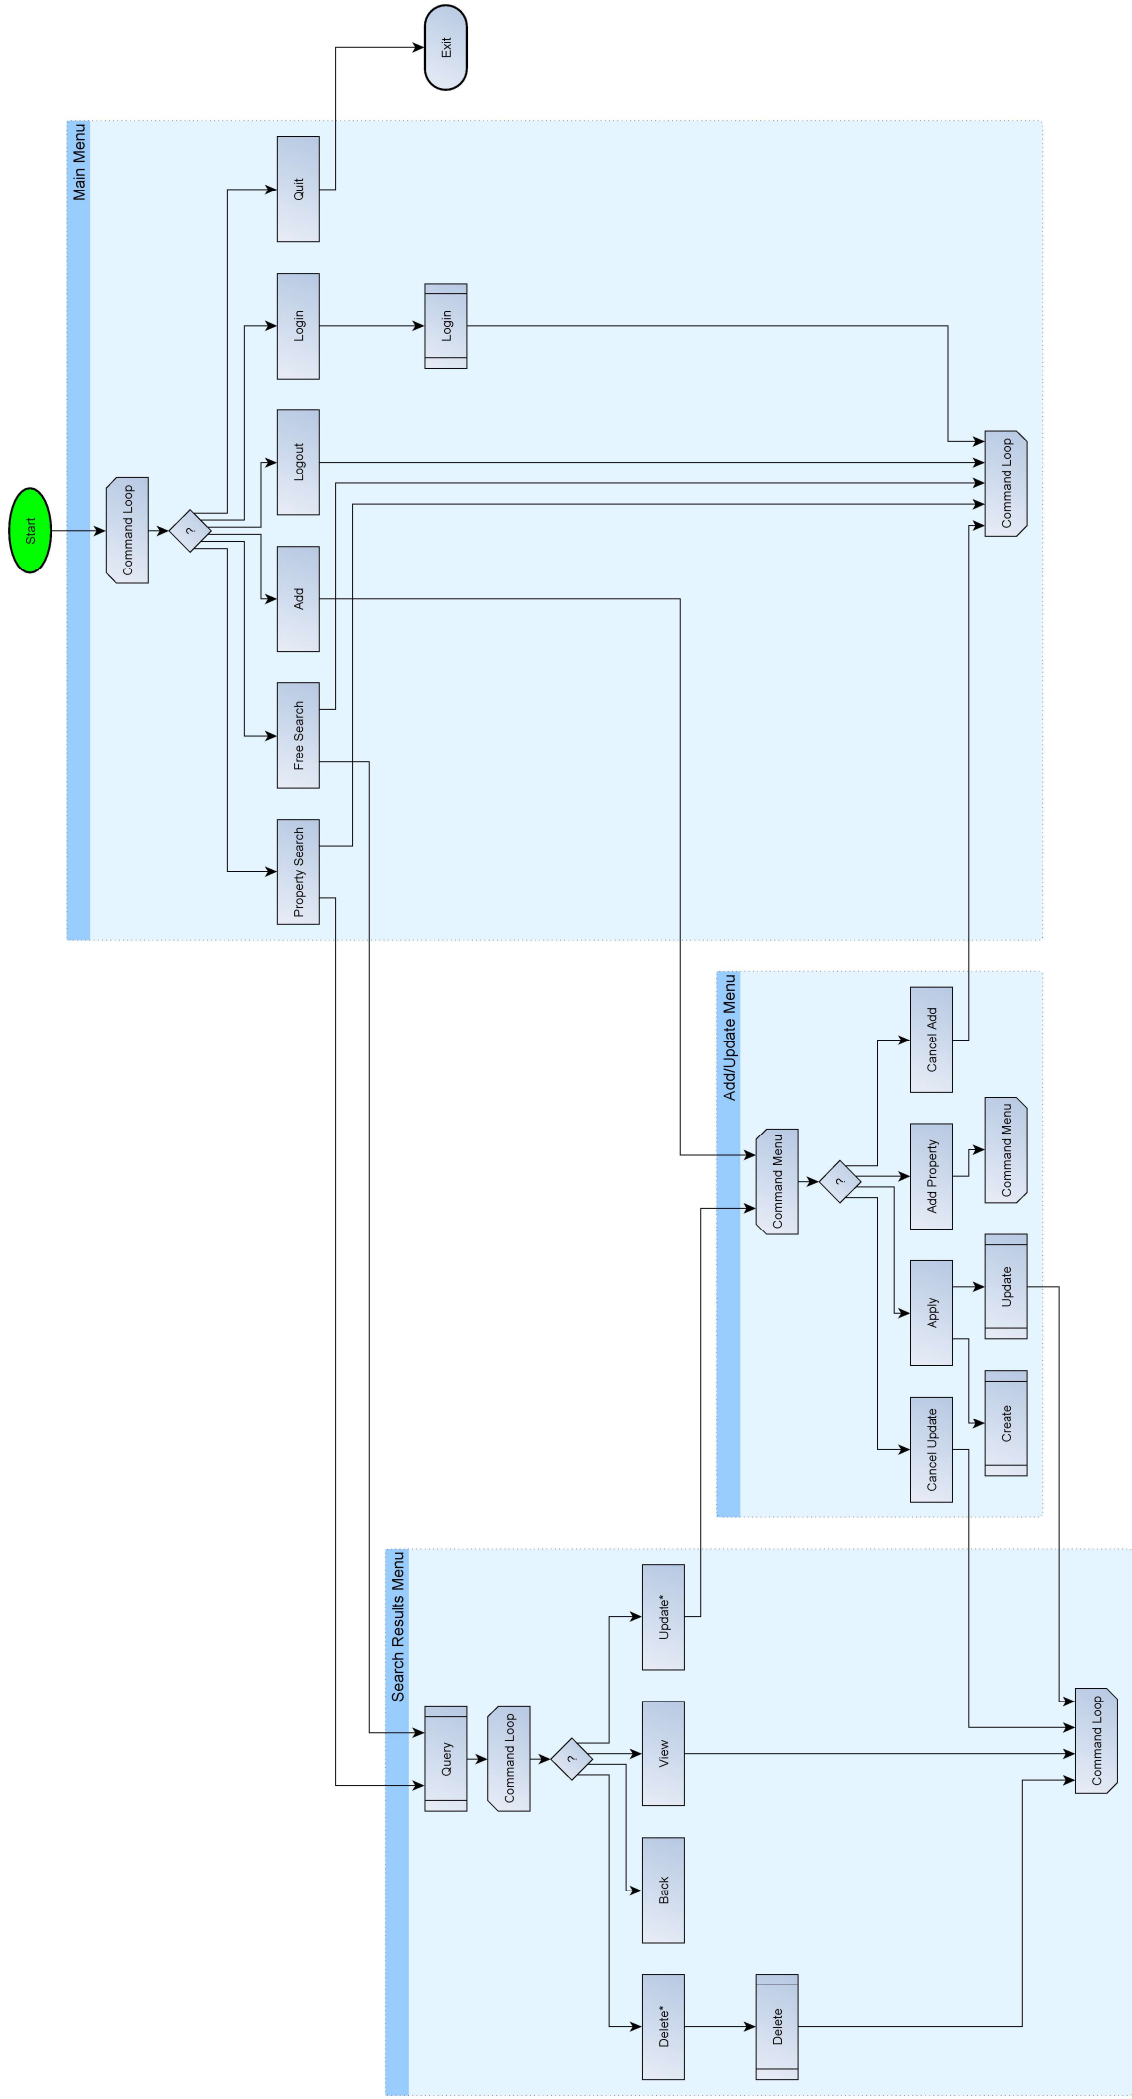 Start
Main Menu
Command Loop
?
Property Search
Free Search
Add
Logout
Login
Quit
Login
Exit
Command Loop
Search Results Menu
Query
Command Loop
?
Delete*
Back
View
Update*
Delete
Command Loop
Add/Update Menu
Command Menu
?
Cancel Update
Apply
Add Property
Cancel Add
Create
Update
Command Menu